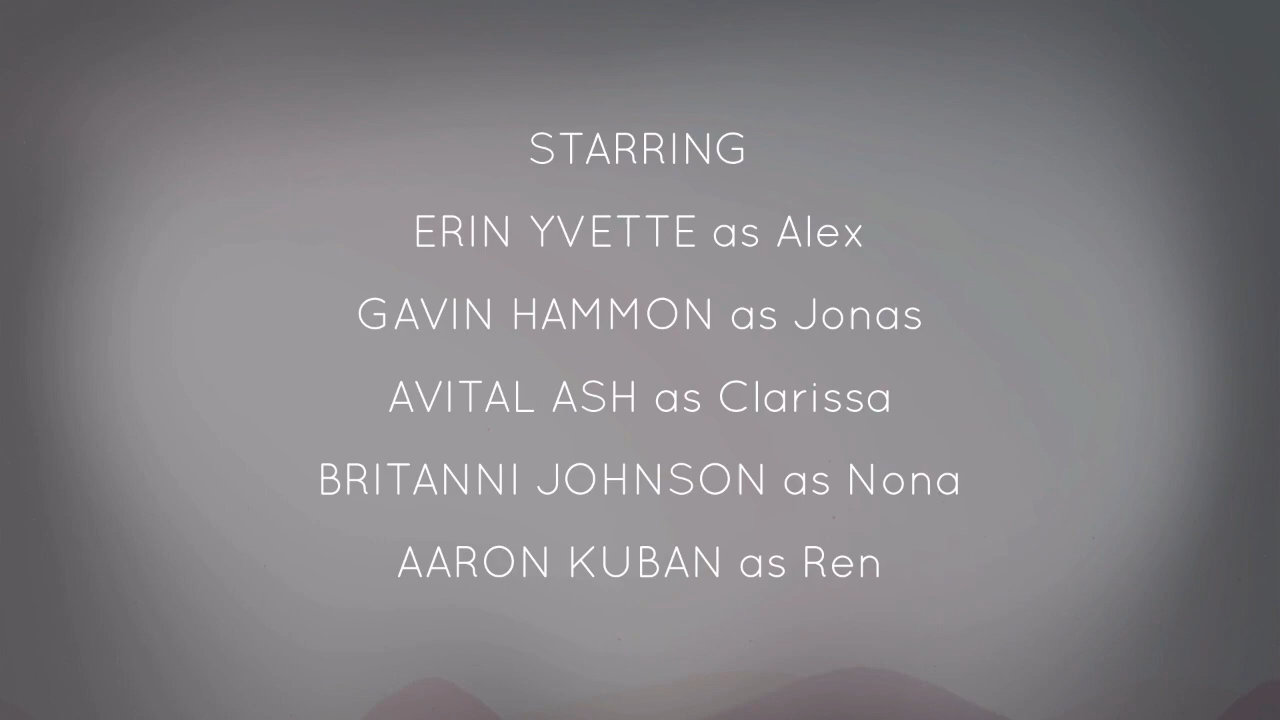 STARRING
ERIN YVETTE as Alex
GAVIN HAMMON as Jonas
AVITAL ASH as Clarissa
BRITANNI JOHNSON as Nona
AARON KUBAN as Ren